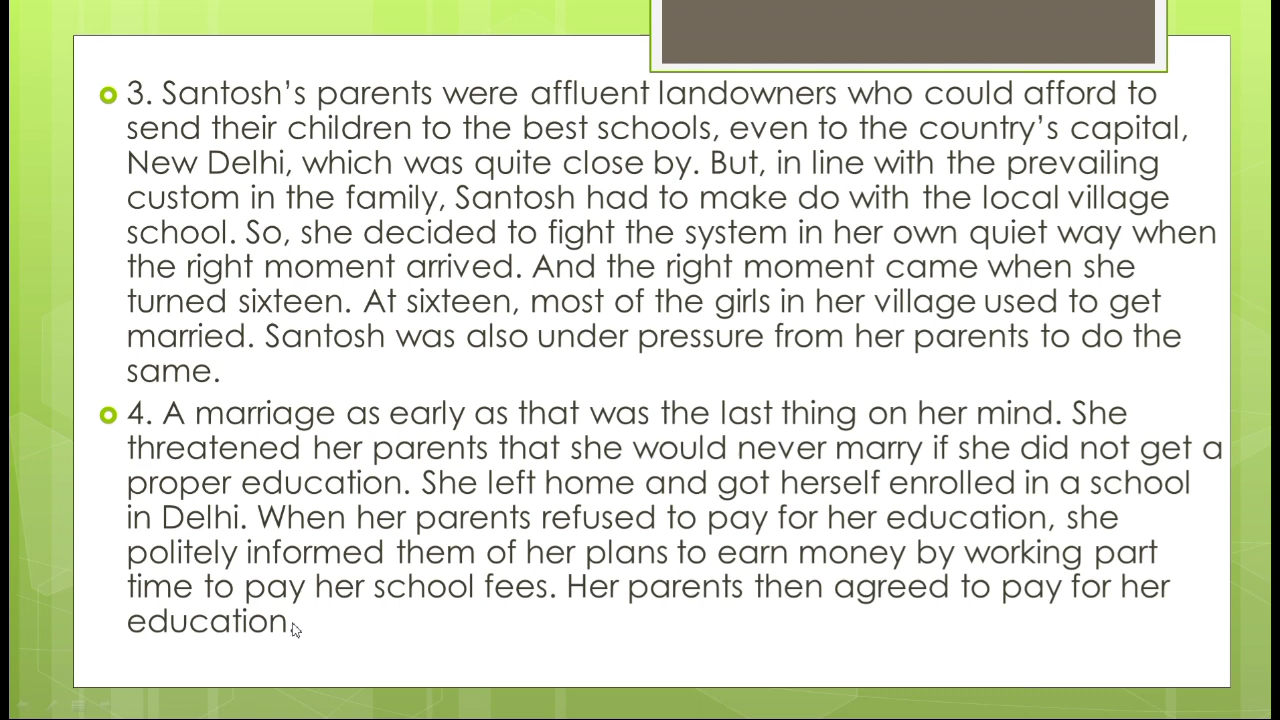 3. Santosh’s parents were affluent landowners who could afford to
send their children to the best schools, even to the country’s capital,
New Delhi, which was quite close by. But, in line with the prevailing
custom in the family, Santosh had to make do with the local village
school. So, she decided to fight the system in her own quiet way when
the right moment arrived. And the right moment came when she
turned sixteen. At sixteen, most of the girls in her village used to get
married. Santosh was also under pressure from her parents to do the
same.
4. A marriage as early as that was the last thing on her mind. She
threatened her parents that she would never marry if she did not get a
proper education. She left home and got herself enrolled in a school
in Delhi. When her parents refused to pay for her education, she
politely informed them of her plans to earn money by working part
time to pay her school fees. Her parents then agreed to pay for her
education.